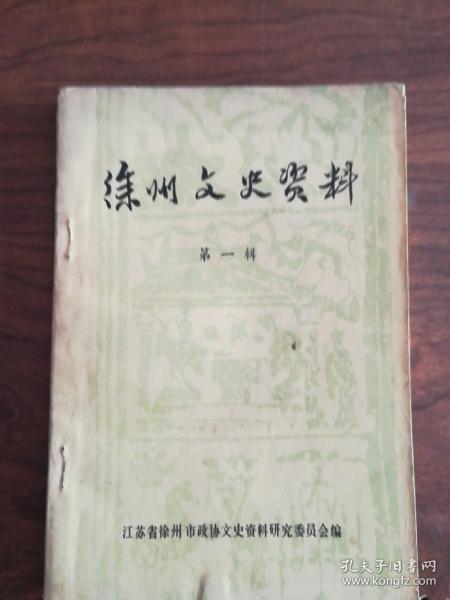 徐州文史资料
第一辑
江苏省徐州市政协文史资料研究委员会编
孔夫子旧书网
www.kongfz.com